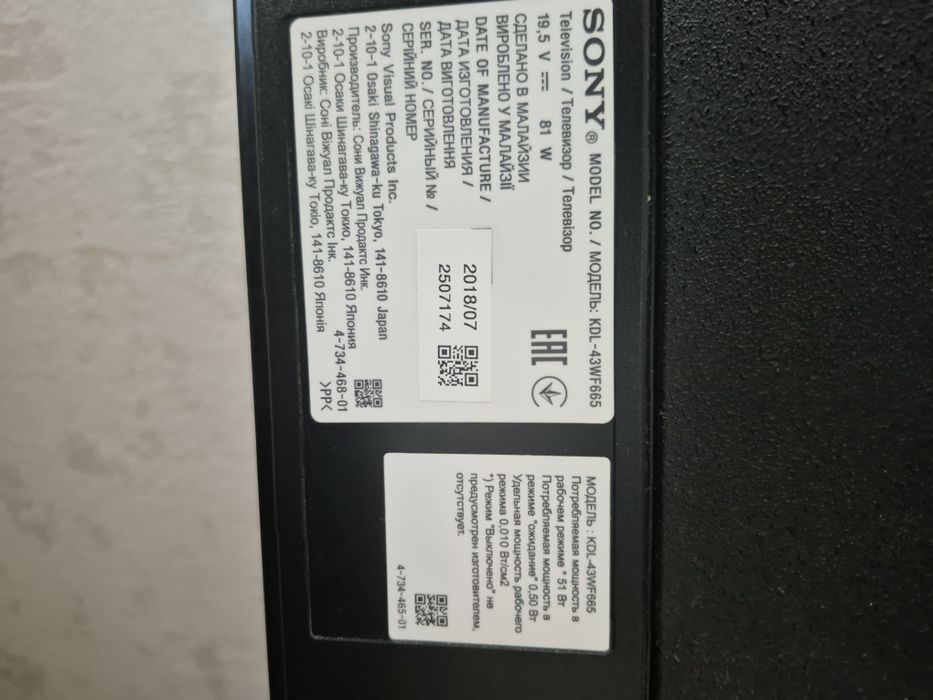 SONY® MODEL NO. / МОДЕЛЬ: KDL-43WF665
Television / Телевизор / Телевізор
19,5 V ⎓ 81 W
EAC
СДЕЛАНО В МАЛАЙЗИИ
ВИРОБЛЕНО У МАЛАЙЗІЇ
DATE OF MANUFACTURE /
ДАТА ИЗГОТОВЛЕНИЯ /
ДАТА ВИГОТОВЛЕННЯ
2018/07
SER. NO. / СЕРИЙНЫЙ № /
СЕРІЙНИЙ НОМЕР
2507174
Sony Visual Products Inc.
2-10-1 Osaki Shinagawa-ku Tokyo, 141-8610 Japan
Производитель: Сони Вижуал Продактс Инк.
2-10-1 Осаки Шинагава-ку Токио, 141-8610 Япония
Виробник: Соні Віжуал Продактс Інк.
2-10-1 Осакі Шінагава-ку Токіо, 141-8610 Японія
4-734-468-01
>PP<
МОДЕЛЬ : KDL-43WF665
Потребляемая мощность в
рабочем режиме * 51 Вт
Потребляемая мощность в
режиме "ожидание" 0,50 Вт
Удельная мощность рабочего
режима 0,010 Вт/см2
*) Режим "Выключено" не
предусмотрен изготовителем,
отсутствует.
4-734-465-01